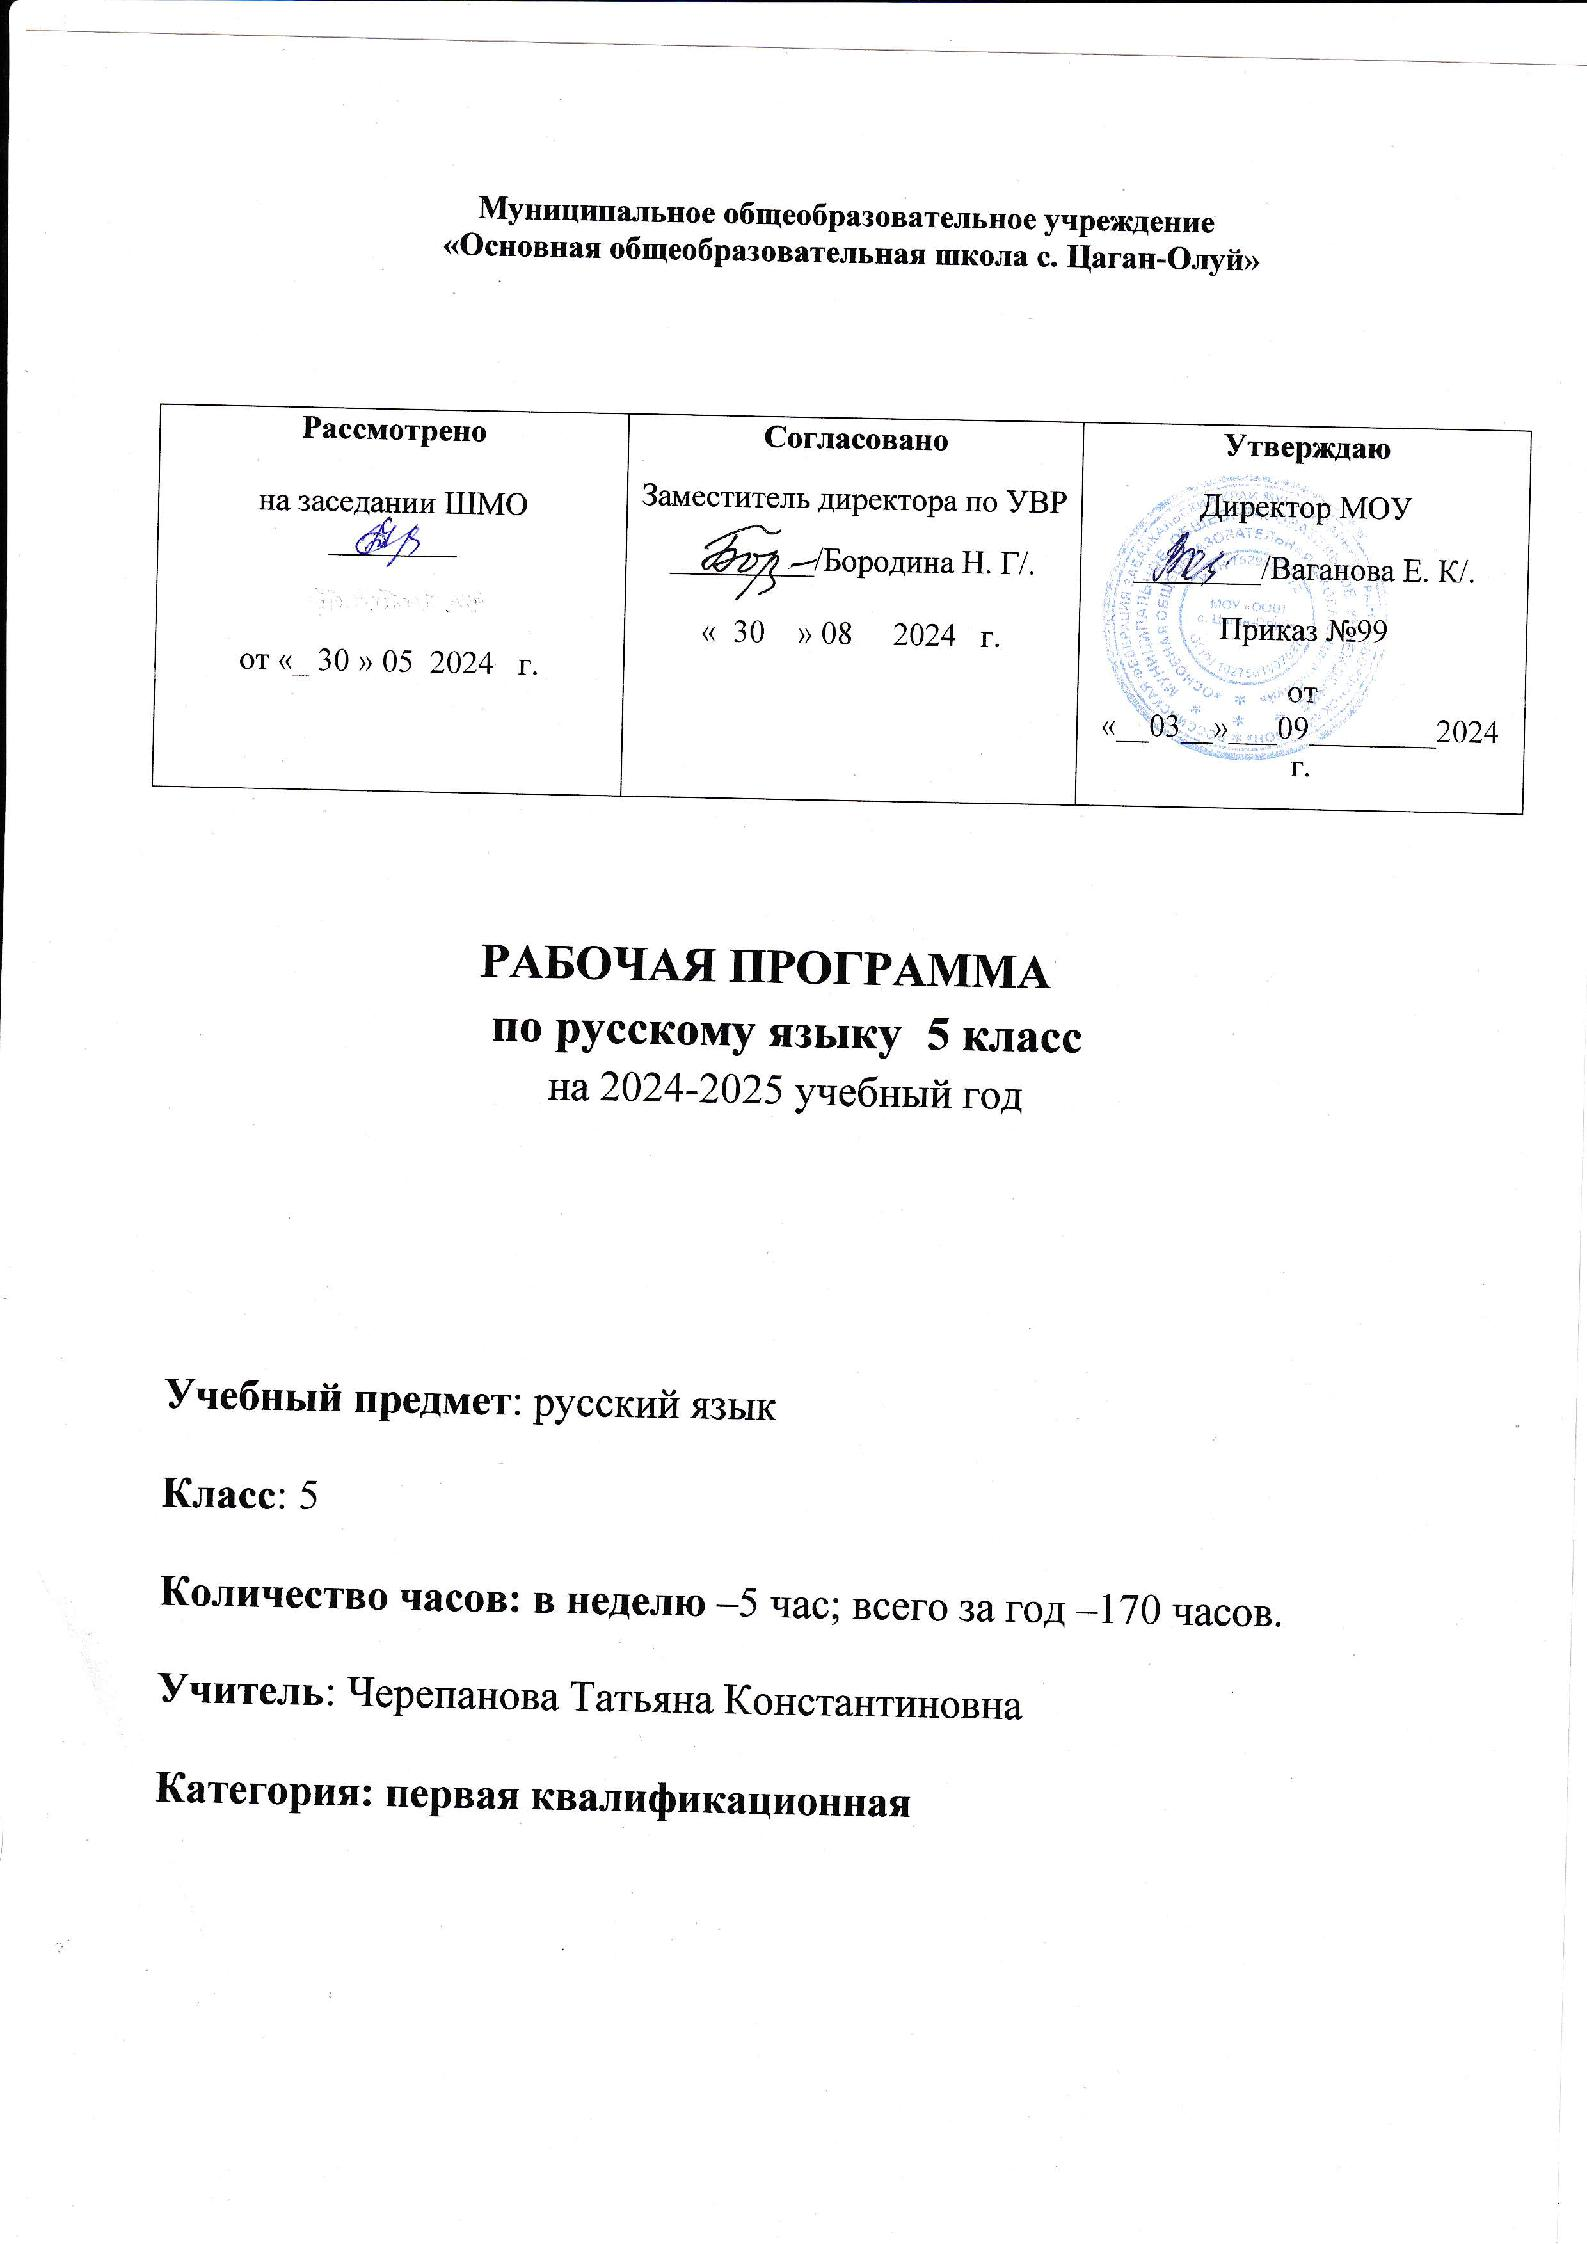 Муниципальное общеобразовательное учреждение
«Основная общеобразовательная школа с. Цаган-Олуй»
Рассмотрено
на заседании ШМО
от «_ 30 » 05 2024 г.
Согласовано
Заместитель директора по УВР
/Бородина Н. Г/.
« 30 » 08 2024 г.
Утверждаю
Директор МОУ
/Ваганова Е. К/.
Приказ №99
от
«__03__»___09________2024
г.
РАБОЧАЯ ПРОГРАММА
по русскому языку 5 класс
на 2024-2025 учебный год
Учебный предмет: русский язык
Класс: 5
Количество часов: в неделю –5 час; всего за год –170 часов.
Учитель: Черепанова Татьяна Константиновна
Категория: первая квалификационная